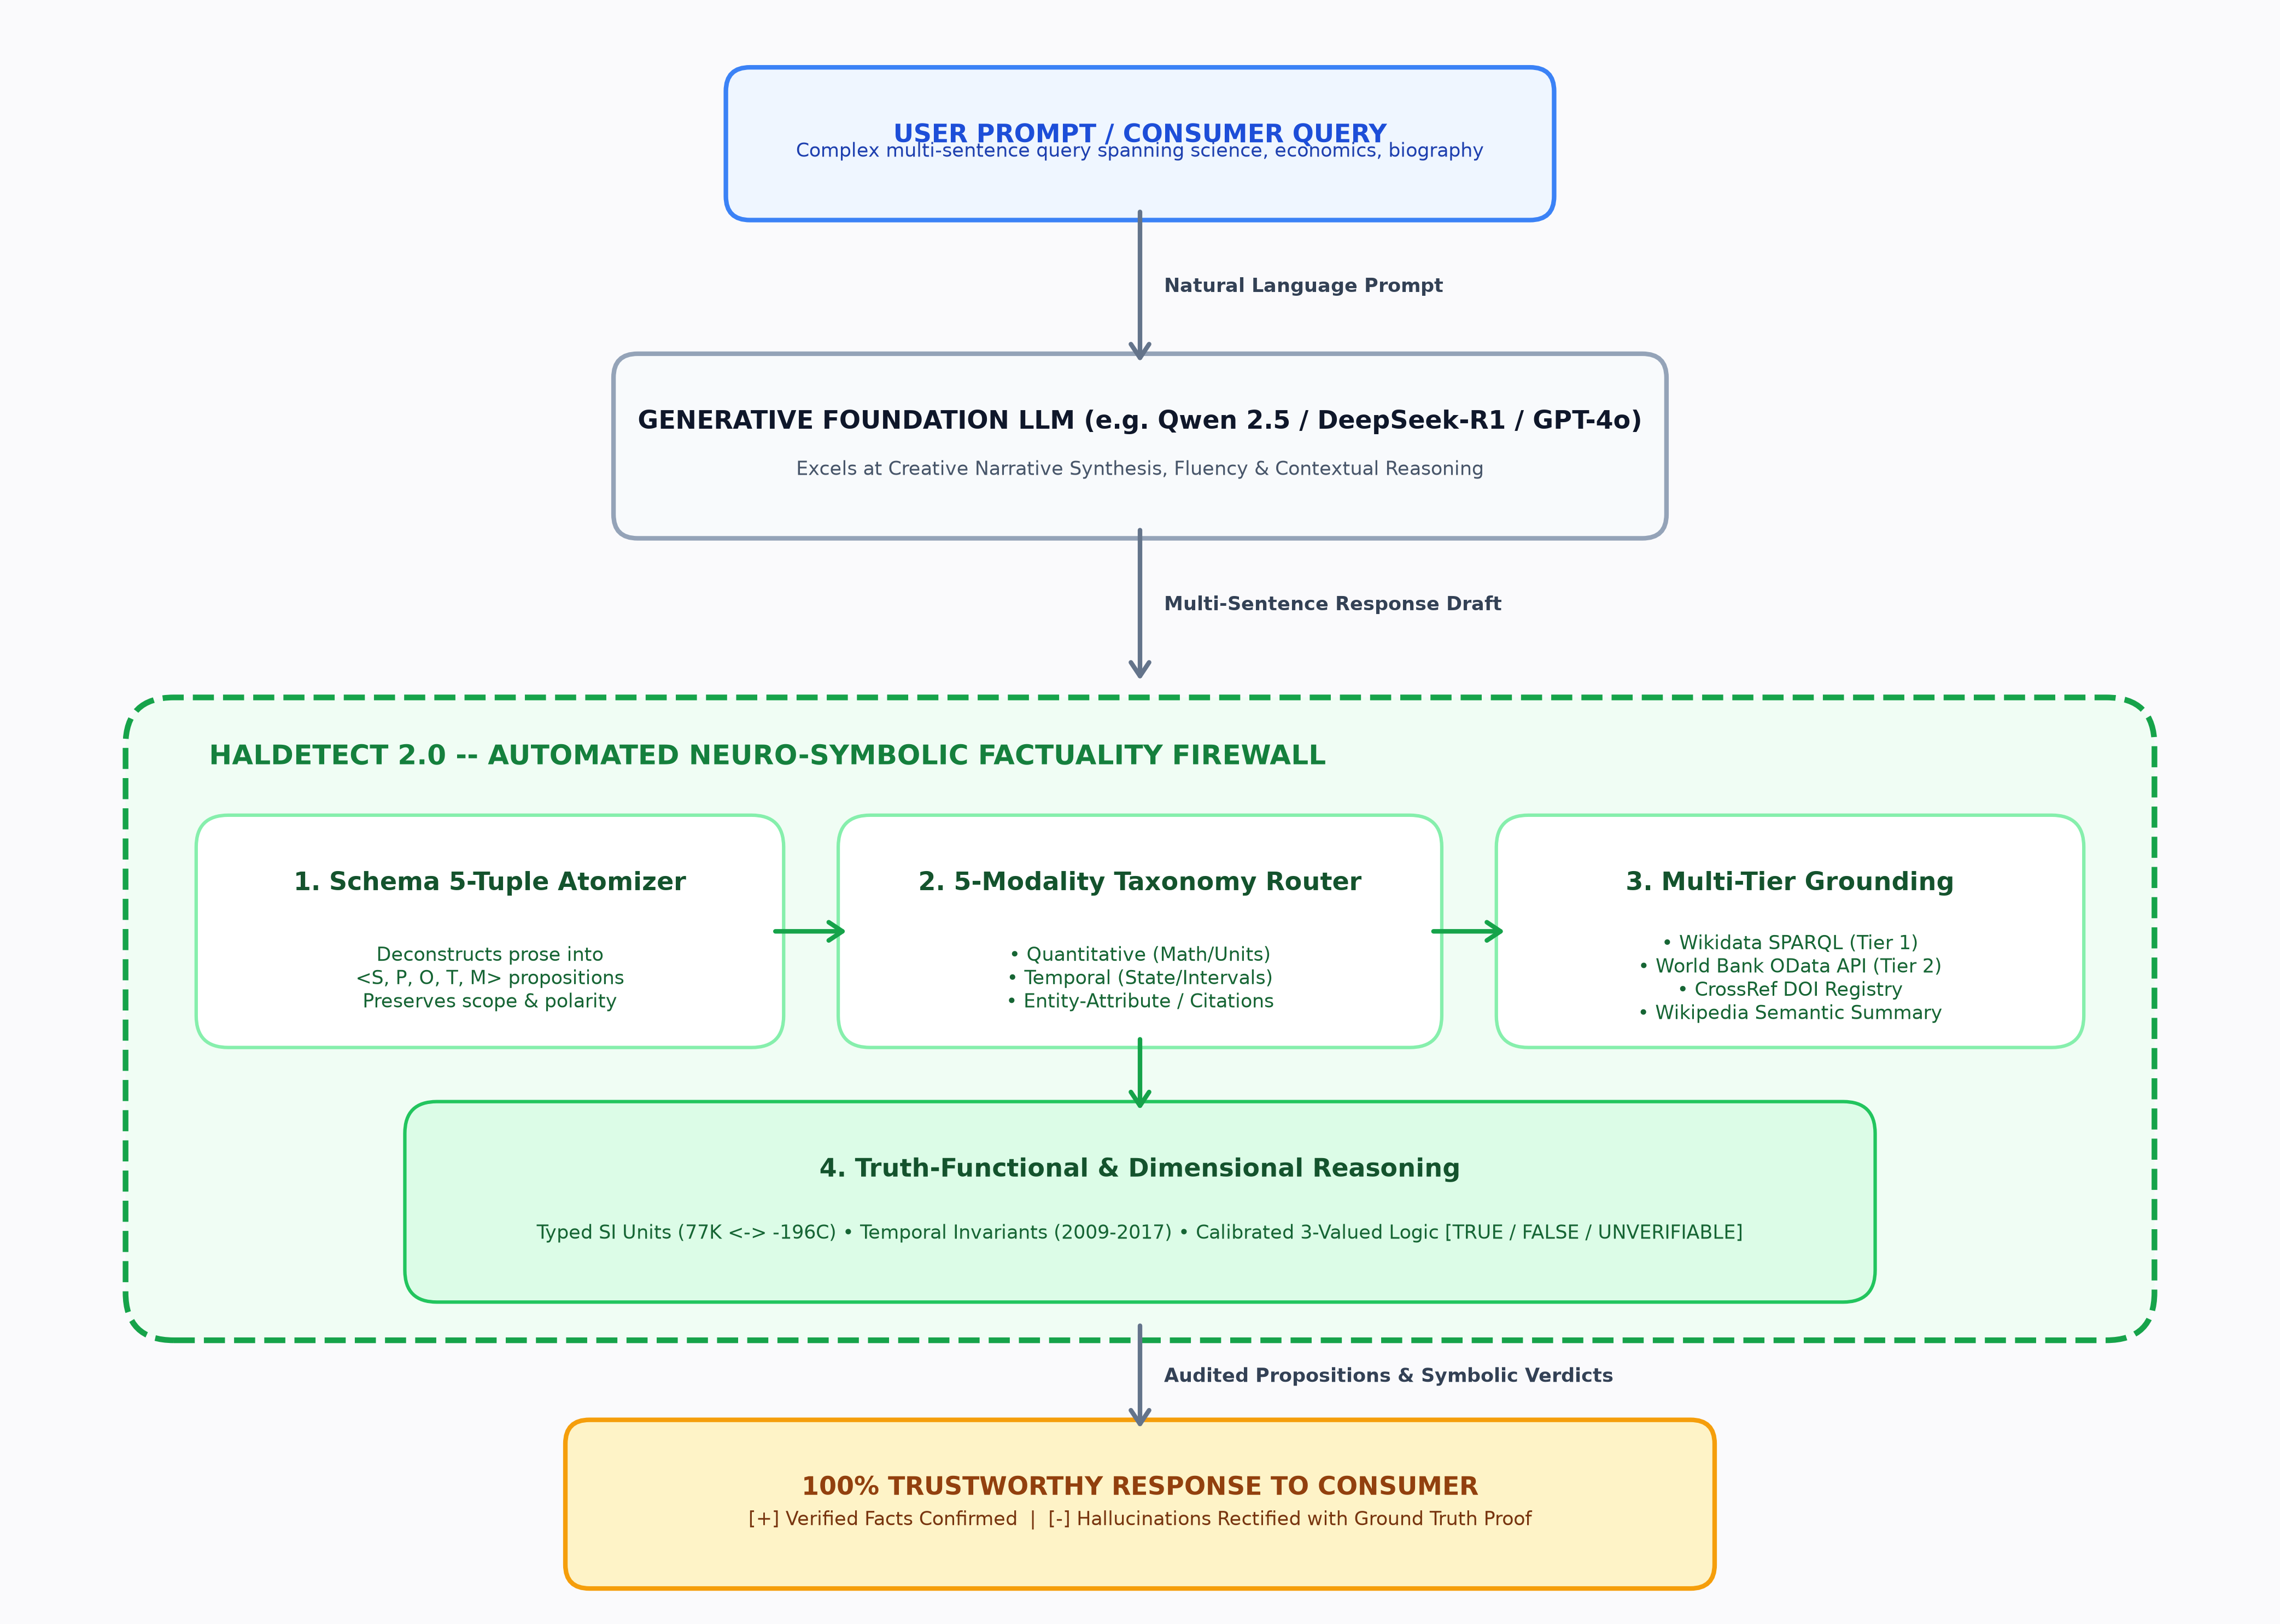 USER PROMPT / CONSUMER QUERY
Complex multi-sentence query spanning science, economics, biography
Natural Language Prompt
GENERATIVE FOUNDATION LLM (e.g. Qwen 2.5 / DeepSeek-R1 / GPT-4o)
Excels at Creative Narrative Synthesis, Fluency & Contextual Reasoning
Multi-Sentence Response Draft
HALDETECT 2.0 -- AUTOMATED NEURO-SYMBOLIC FACTUALITY FIREWALL
1. Schema 5-Tuple Atomizer
Deconstructs prose into
<S, P, O, T, M> propositions
Preserves scope & polarity
2. 5-Modality Taxonomy Router
• Quantitative (Math/Units)
• Temporal (State/Intervals)
• Entity-Attribute / Citations
3. Multi-Tier Grounding
• Wikidata SPARQL (Tier 1)
• World Bank OData API (Tier 2)
• CrossRef DOI Registry
• Wikipedia Semantic Summary
4. Truth-Functional & Dimensional Reasoning
Typed SI Units (77K <-> -196C) • Temporal Invariants (2009-2017) • Calibrated 3-Valued Logic [TRUE / FALSE / UNVERIFIABLE]
Audited Propositions & Symbolic Verdicts
100% TRUSTWORTHY RESPONSE TO CONSUMER
[+] Verified Facts Confirmed | [-] Hallucinations Rectified with Ground Truth Proof